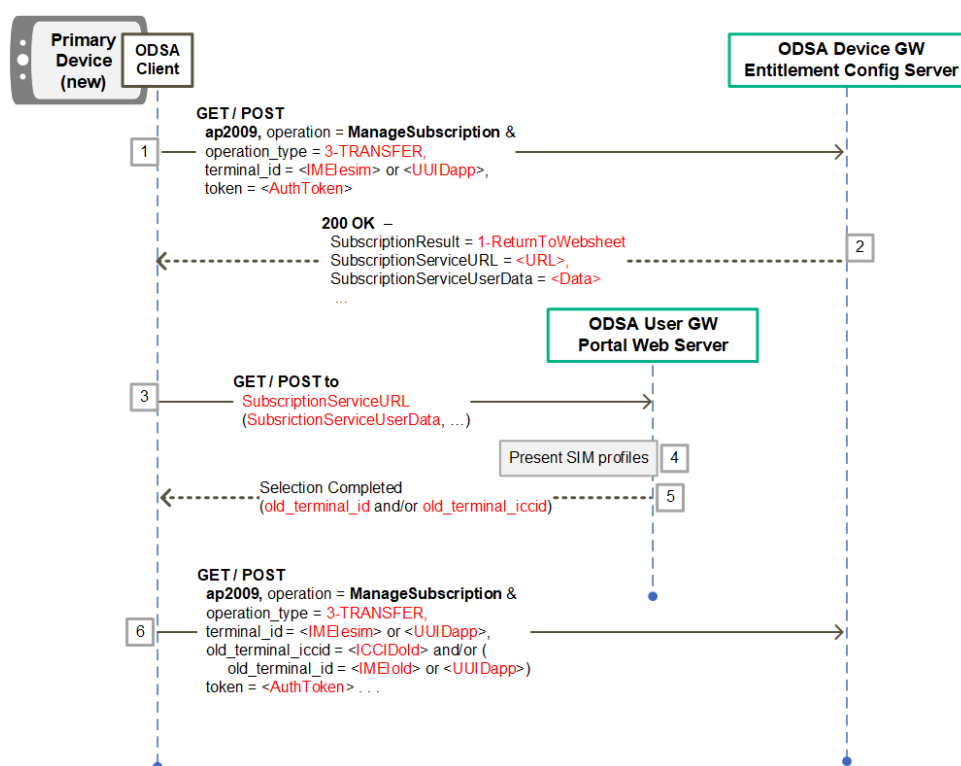 Primary
Device
(new)
ODSA
Client
ODSA Device GW
Entitlement Config Server
GET / POST
ap2009, operation = ManageSubscription &
operation_type = 3-TRANSFER,
terminal_id = <IMEIesim> or <UUIDapp>,
token = <AuthToken>
1
200 OK –
SubscriptionResult = 1-ReturnToWebsheet
SubscriptionServiceURL = <URL>,
SubscriptionServiceUserData = <Data>
...
2
ODSA User GW
Portal Web Server
3
GET / POST to
SubscriptionServiceURL
(SubsrictionServiceUserData, ...)
Present SIM profiles
4
Selection Completed
(old_terminal_id and/or old_terminal_iccid)
5
GET / POST
ap2009, operation = ManageSubscription &
operation_type = 3-TRANSFER,
terminal_id = <IMEIesim> or <UUIDapp>,
old_terminal_iccid = <ICCIDold> and/or (
old_terminal_id = <IMEIold> or <UUIDapp>)
token = <AuthToken> . . .
6